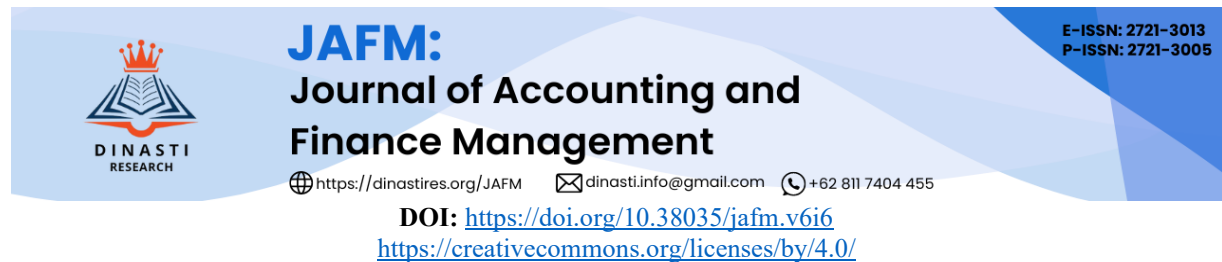 E-ISSN: 2721-3013
P-ISSN: 2721-3005
JAFM:
Journal of Accounting and
Finance Management
DINASTI
RESEARCH
https://dinastires.org/JAFM dinasti.info@gmail.com +62 811 7404 455
DOI: https://doi.org/10.38035/jafm.v6i6
https://creativecommons.org/licenses/by/4.0/